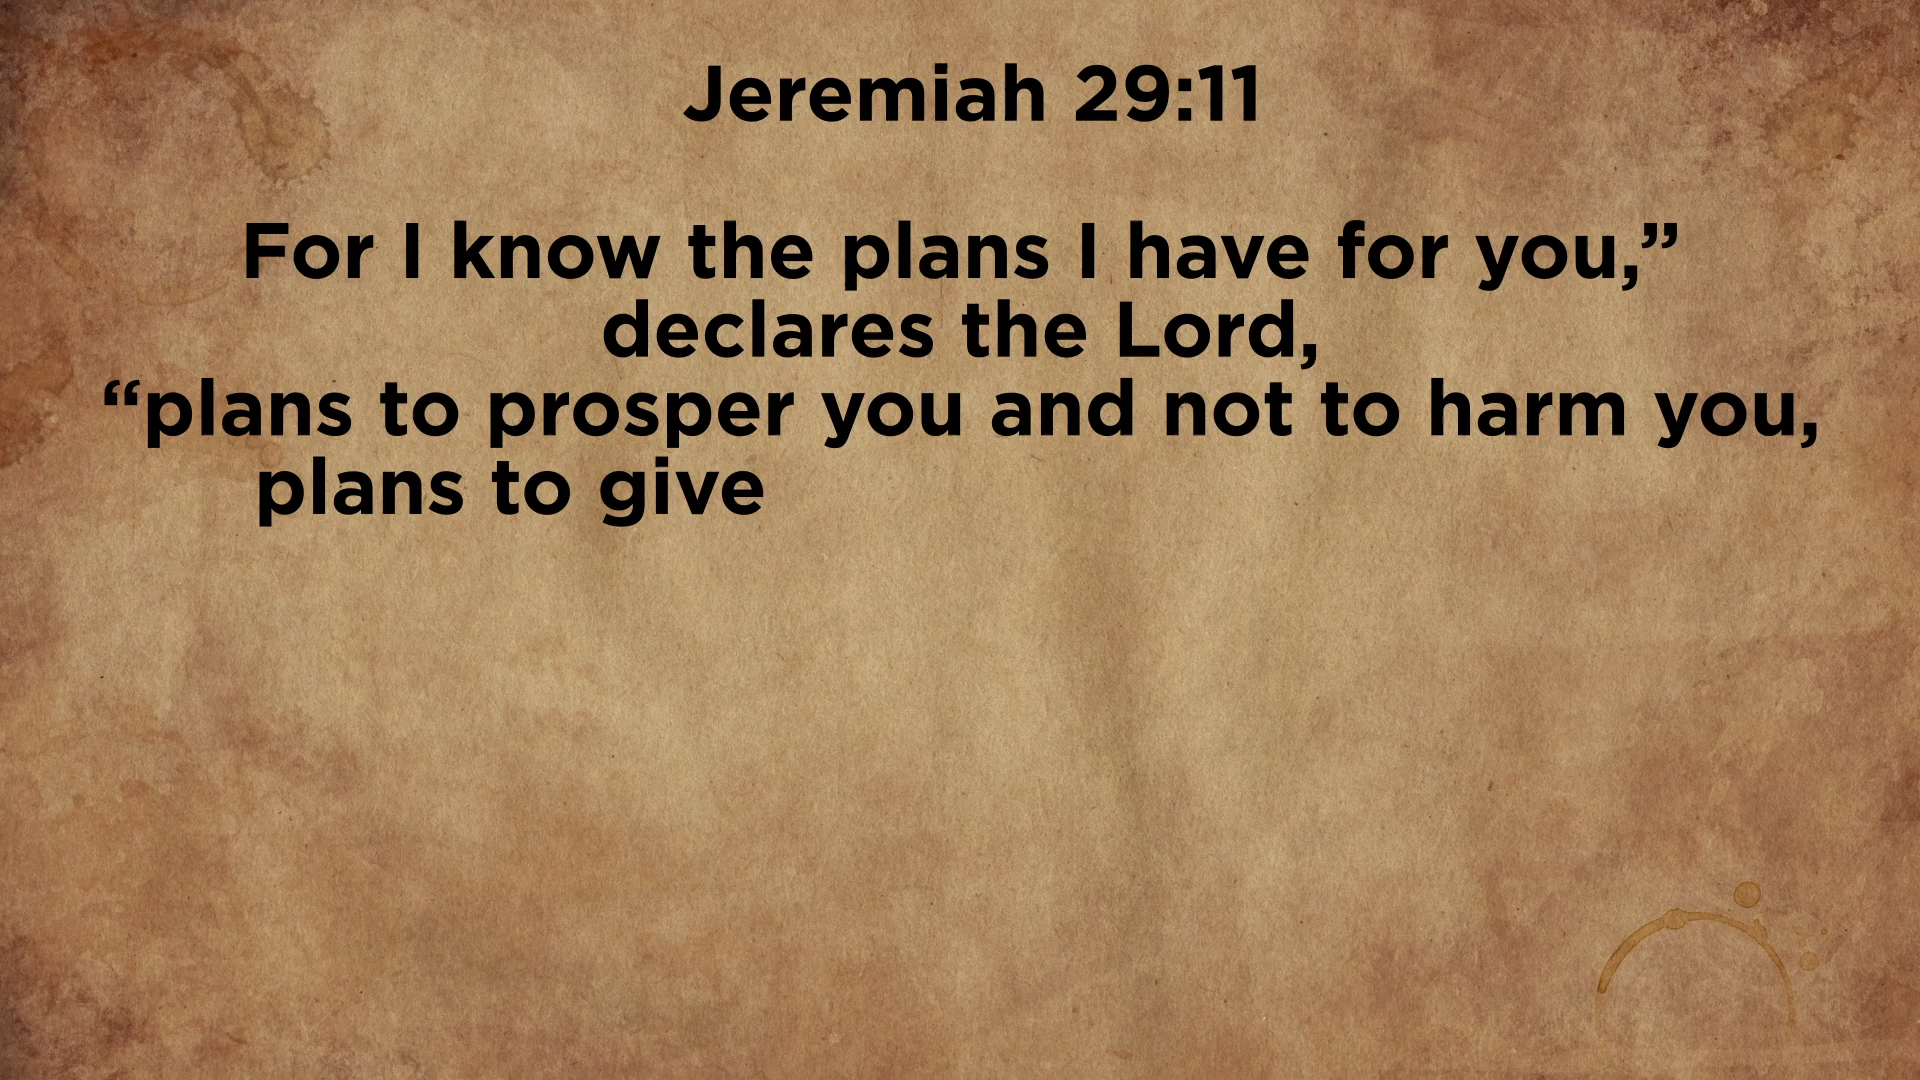 Jeremiah 29:11
For I know the plans I have for you,”
declares the Lord,
“plans to prosper you and not to harm you,
plans to give